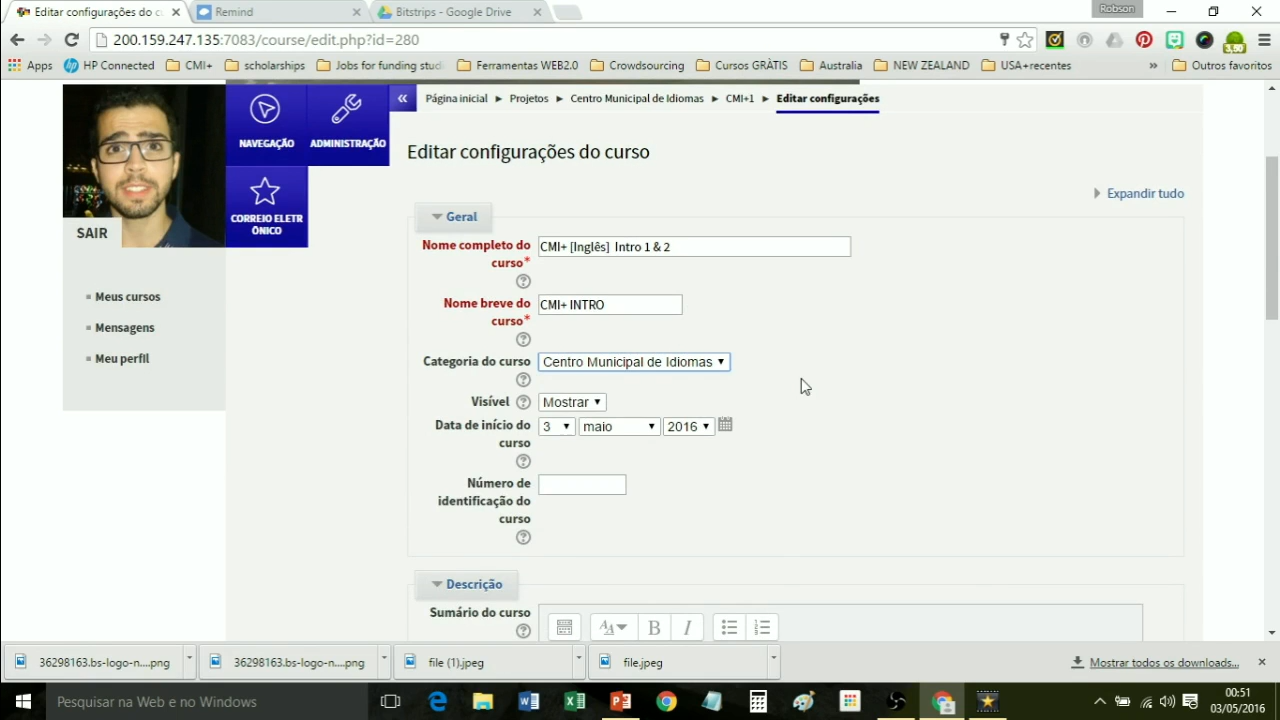 Editar configurações do c
Remind
Bitstrips - Google Drive
Robson
200.159.247.135:7083/course/edit.php?id=280
3.50
Apps
HP Connected
CMI+
scholarships
Jobs for funding stud
Ferramentas WEB2.0
Crowdsourcing
Cursos GRÁTIS
Australia
NEW ZEALAND
USA+recentes
»
Outros favoritos
NAVEGAÇÃO
ADMINISTRAÇÃO
CORREIO ELETR
ÔNICO
SAIR
Meus cursos
Mensagens
Meu perfil
«
Página inicial ► Projetos ► Centro Municipal de Idiomas ► CMI+1 ► Editar configurações
Editar configurações do curso
Expandir tudo
Geral
Nome completo do
curso*
CMI+ [Inglês] Intro 1 & 2
Nome breve do
curso*
CMI+ INTRO
Categoria do curso
Centro Municipal de Idiomas
Visível
Mostrar
Data de início do
curso
3
maio
2016
Número de
identificação do
curso
Descrição
Sumário do curso
B I
36298163.bs-logo-n....png
36298163.bs-logo-n....png
file (1).jpeg
file.jpeg
Mostrar todos os downloads...
Pesquisar na Web e no Windows
00:51
03/05/2016